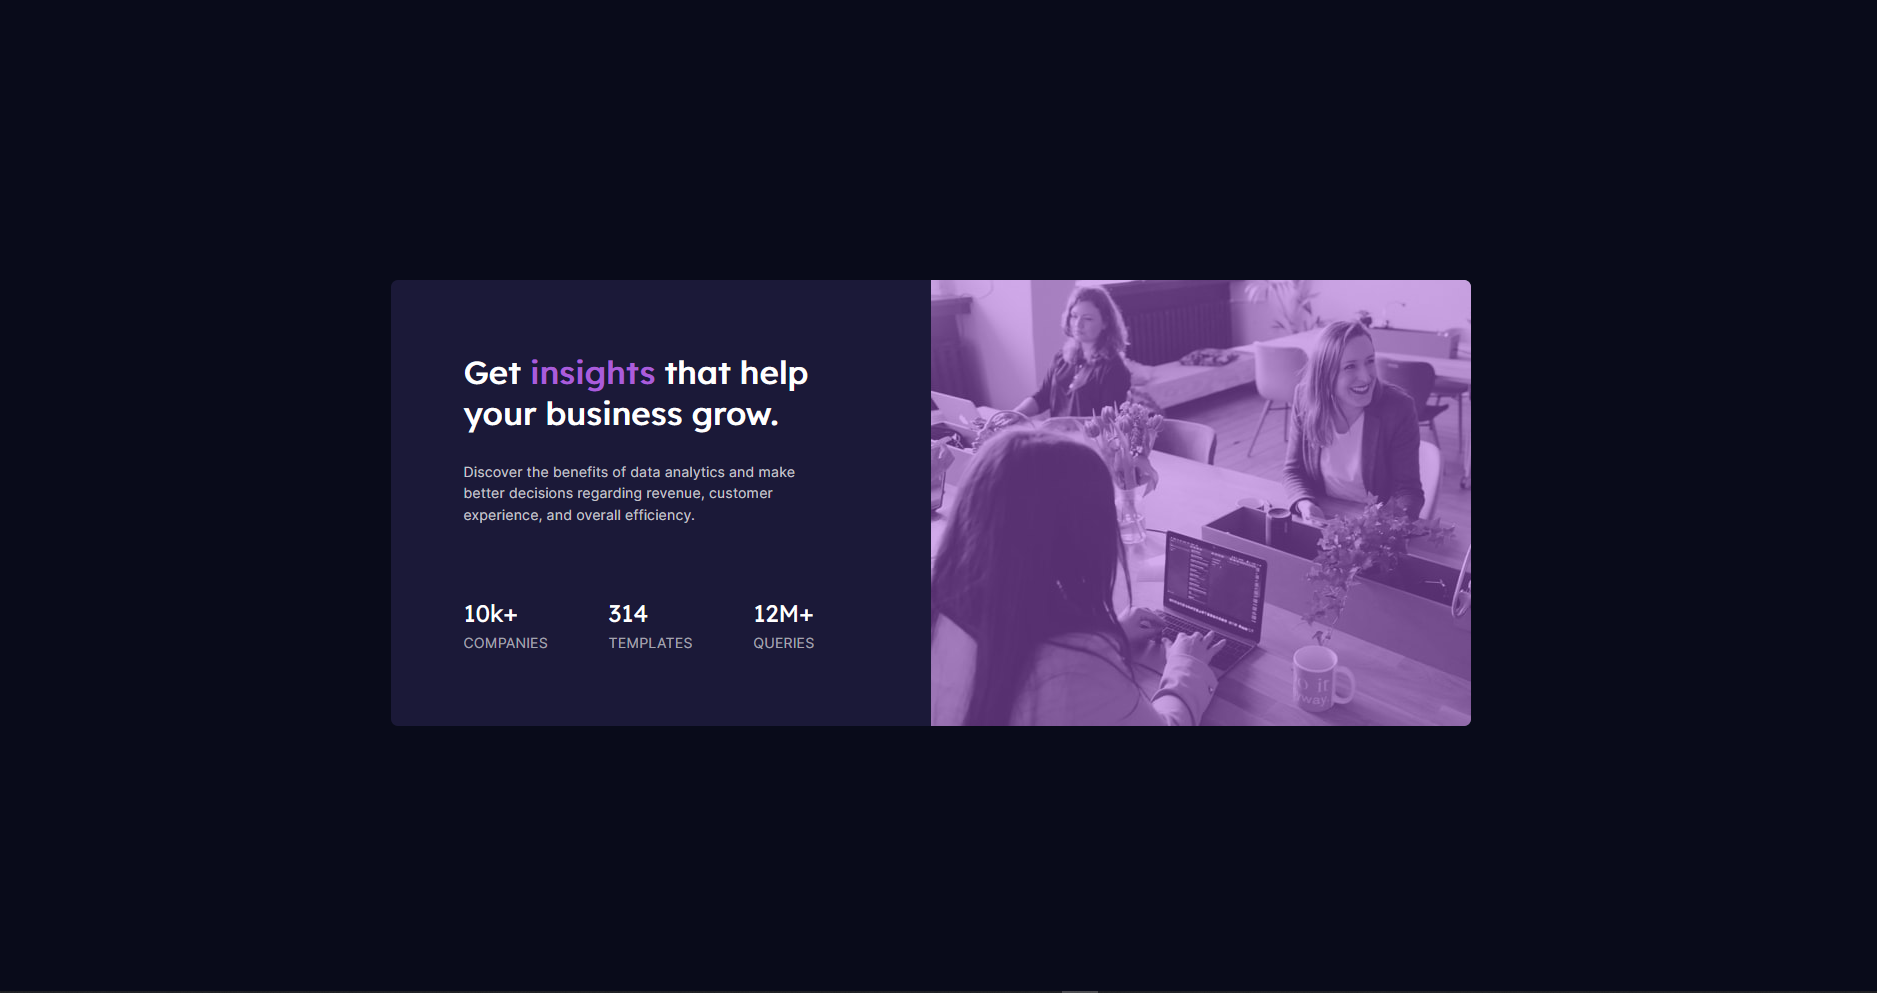 Get insights that help
your business grow.
Discover the benefits of data analytics and make
better decisions regarding revenue, customer
experience, and overall efficiency.
10k+ 314 12M+
COMPANIES TEMPLATES QUERIES